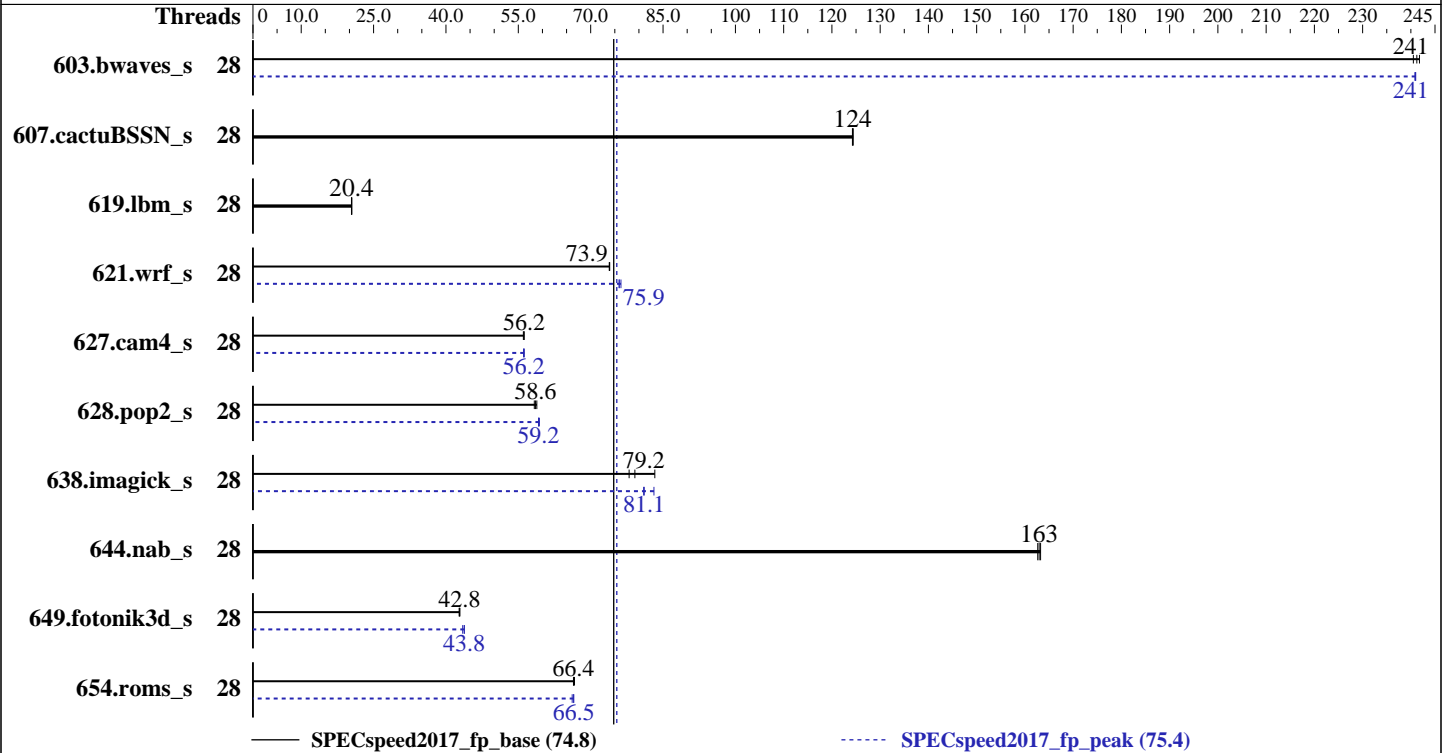 Threads 0 10.0 25.0 40.0 55.0 70.0 85.0 100 110 120 130 140 150 160 170 180 190 200 210 220 230 245
603.bwaves_s 28 241
241
607.cactuBSSN_s 28 124
619.lbm_s 28 20.4
621.wrf_s 28 73.9
75.9
627.cam4_s 28 56.2
56.2
628.pop2_s 28 58.6
59.2
638.imagick_s 28 79.2
81.1
644.nab_s 28 163
649.fotonik3d_s 28 42.8
43.8
654.roms_s 28 66.4
66.5
SPECspeed2017_fp_base (74.8) SPECspeed2017_fp_peak (75.4)